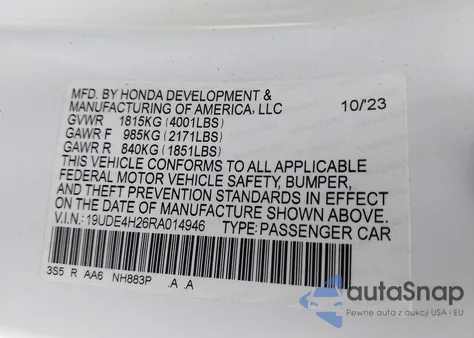 MFD. BY HONDA DEVELOPMENT &
MANUFACTURING OF AMERICA, LLC 10/'23
GVWR 1815KG (4001LBS)
GAWR F 985KG (2171LBS)
GAWR R 840KG (1851LBS)
THIS VEHICLE CONFORMS TO ALL APPLICABLE
FEDERAL MOTOR VEHICLE SAFETY, BUMPER,
AND THEFT PREVENTION STANDARDS IN EFFECT
ON THE DATE OF MANUFACTURE SHOWN ABOVE.
V.I.N: 19UDE4H26RA014946 TYPE: PASSENGER CAR
3S5 R AA6 NH883P .A .A
autaSnap
Pewne auta z aukcji USA i EU